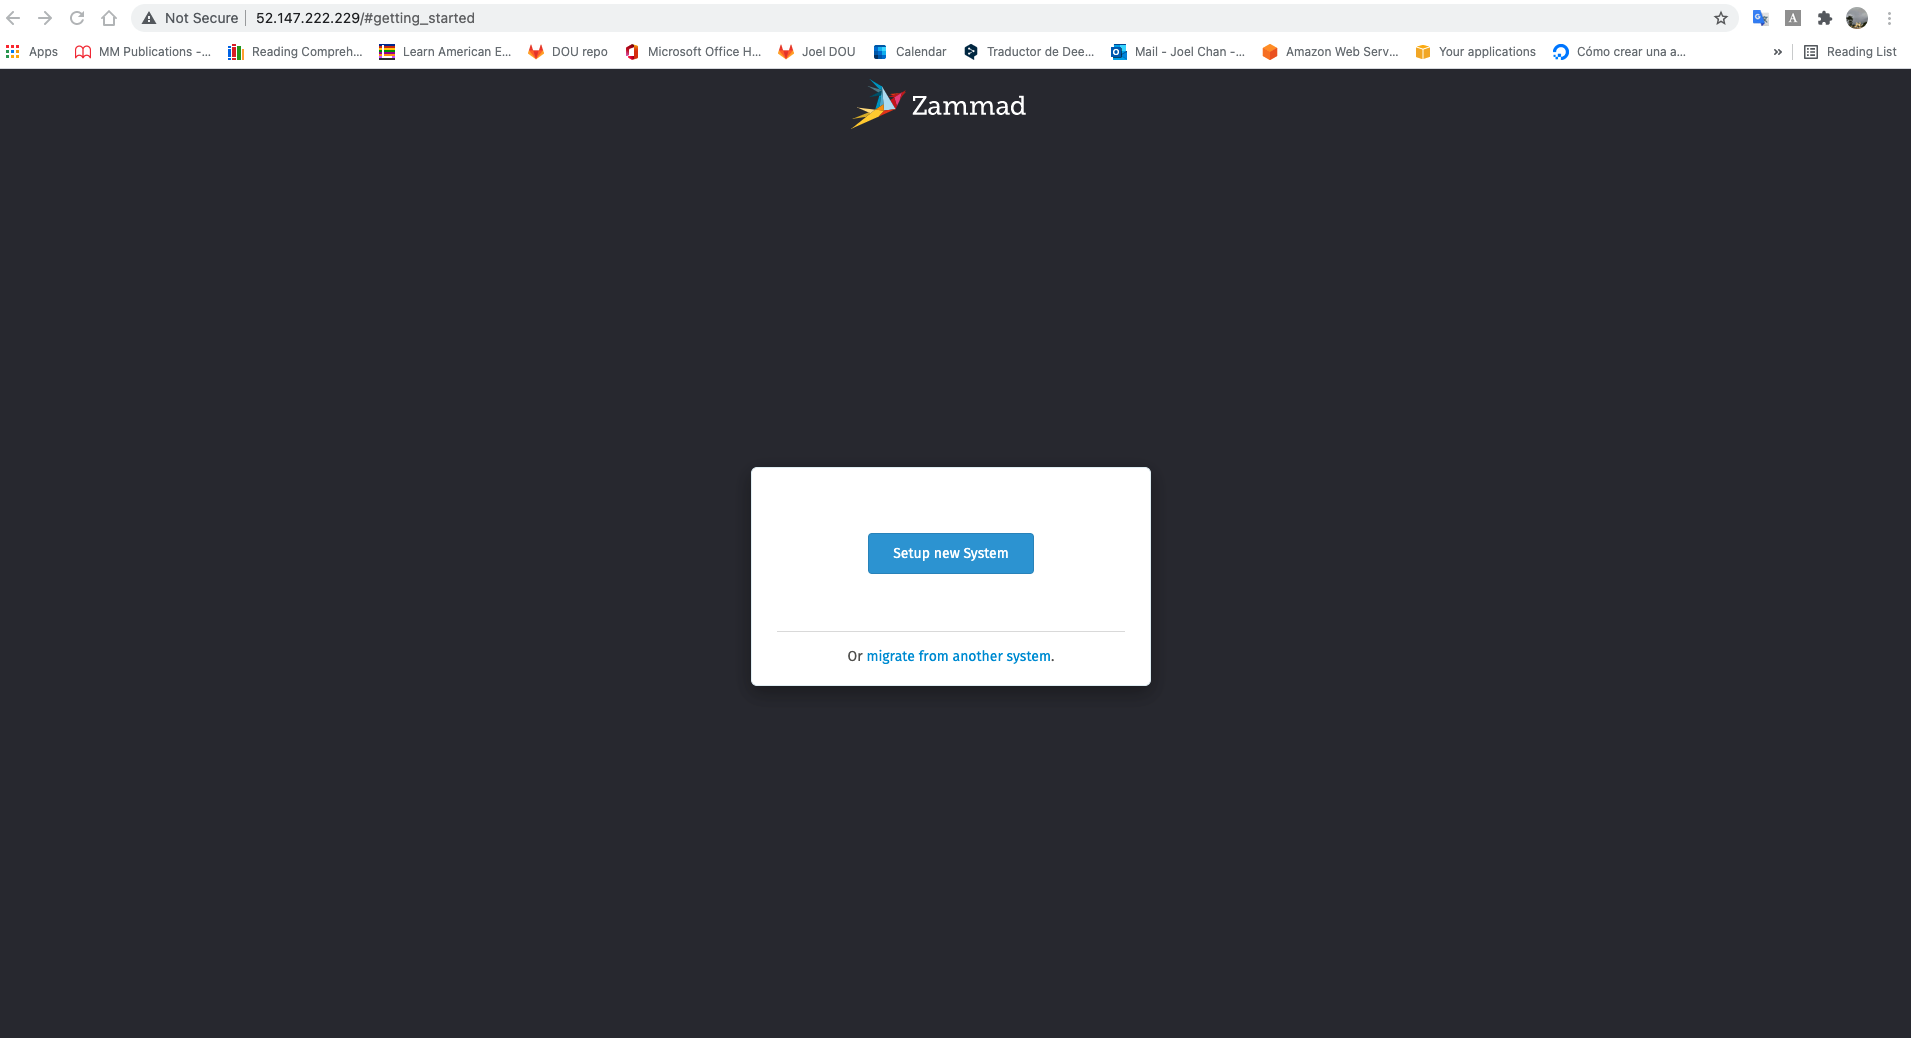 Not Secure 52.147.222.229/#getting_started
Apps MM Publications -... Reading Compreh... Learn American E... DOU repo Microsoft Office H... Joel DOU Calendar Traductor de Dee... Mail - Joel Chan -... Amazon Web Serv... Your applications Cómo crear una a... » Reading List
Zammad
Setup new System
Or migrate from another system.